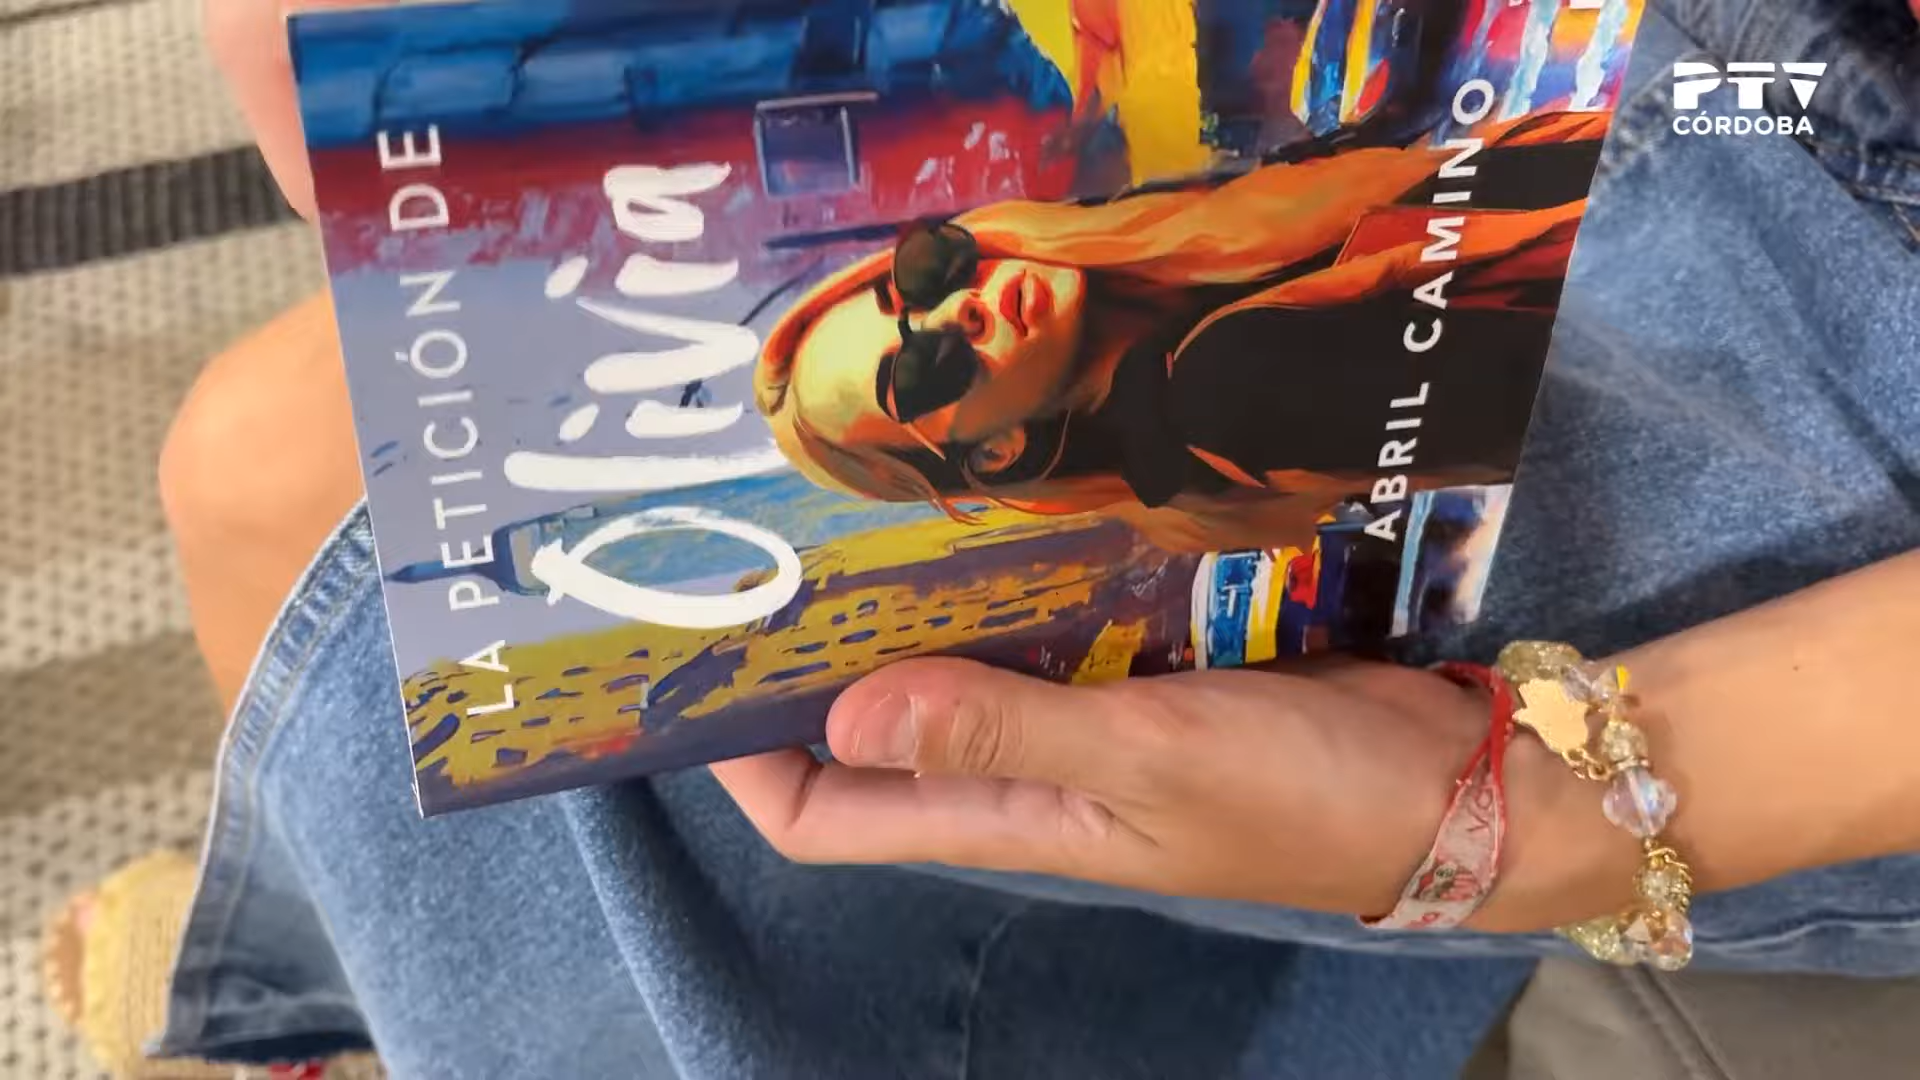 LA PETICIÓN DE
Olivia
ABRIL CAMINO
PTV
CÓRDOBA